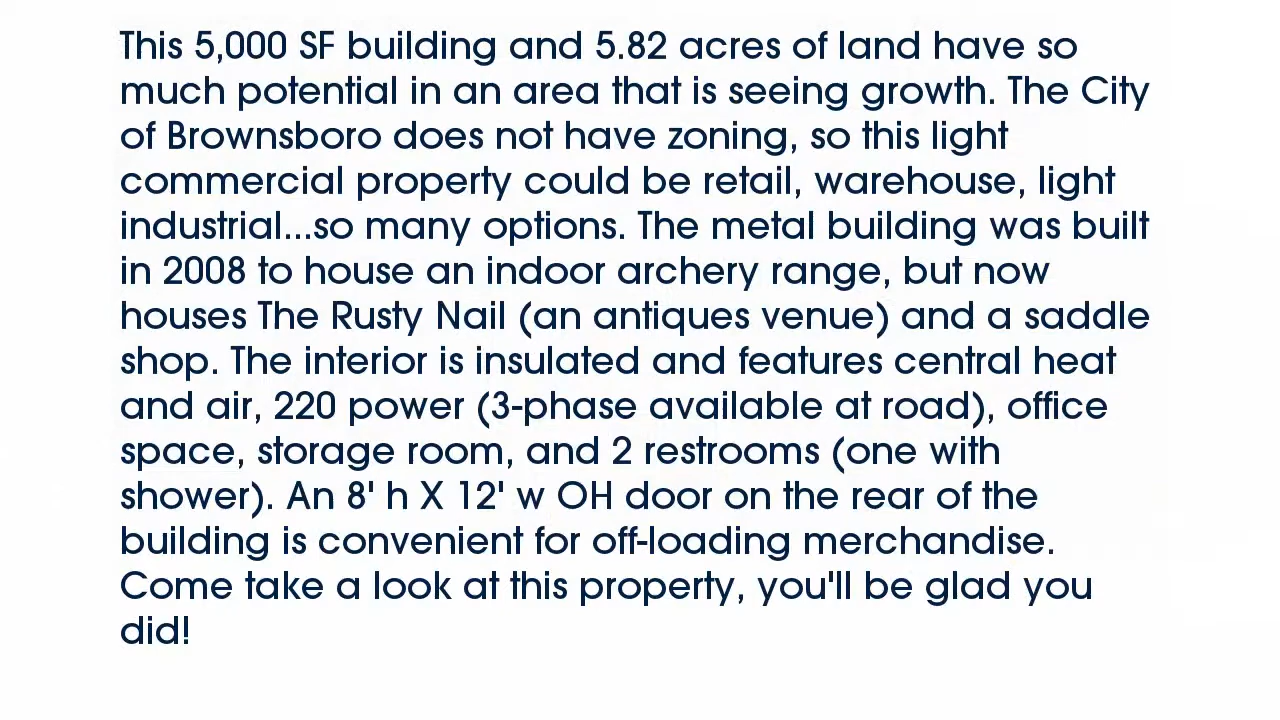 This 5,000 SF building and 5.82 acres of land have so
much potential in an area that is seeing growth. The City
of Brownsboro does not have zoning, so this light
commercial property could be retail, warehouse, light
industrial...so many options. The metal building was built
in 2008 to house an indoor archery range, but now
houses The Rusty Nail (an antiques venue) and a saddle
shop. The interior is insulated and features central heat
and air, 220 power (3-phase available at road), office
space, storage room, and 2 restrooms (one with
shower). An 8' h X 12' w OH door on the rear of the
building is convenient for off-loading merchandise.
Come take a look at this property, you'll be glad you
did!